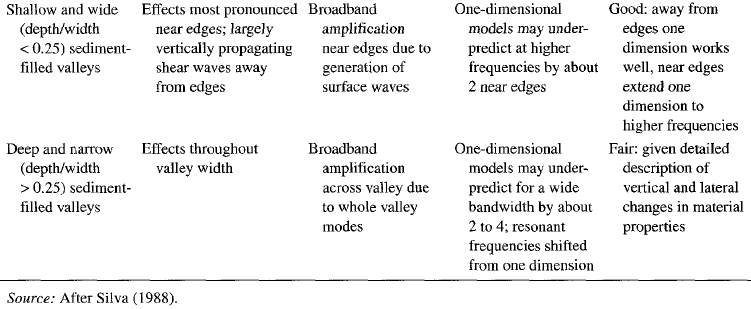 Shallow and wide
(depth/width
< 0.25) sediment-
filled valleys
Effects most pronounced
near edges; largely
vertically propagating
shear waves away
from edges
Broadband
amplification
near edges due to
generation of
surface waves
One-dimensional
models may under-
predict at higher
frequencies by about
2 near edges
Good: away from
edges one
dimension works
well, near edges
extend one
dimension to
higher frequencies
Deep and narrow
(depth/width
> 0.25) sediment-
filled valleys
Effects throughout
valley width
Broadband
amplification
across valley due
to whole valley
modes
One-dimensional
models may under-
predict for a wide
bandwidth by about
2 to 4; resonant
frequencies shifted
from one dimension
Fair: given detailed
description of
vertical and lateral
changes in material
properties
Source: After Silva (1988).